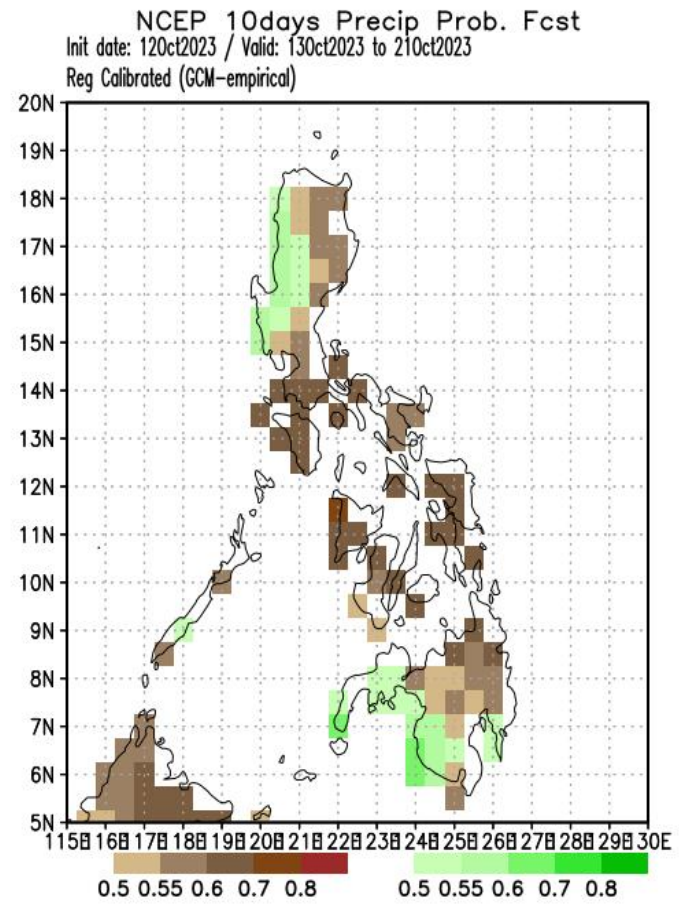 NCEP 10days Precip Prob. Fcst
Init date: 12Oct2023 / Valid: 13Oct2023 to 21Oct2023
Reg Calibrated (GCM-empirical)
20N
19N
18N
17N
16N
15N
14N
13N
12N
11N
10N
9N
8N
7N
6N
5N
115E 116E 117E 118E 119E 120E 121E 122E 123E 124E 125E 126E 127E 128E 129E 130E
0.5 0.55 0.6 0.7 0.8 0.5 0.55 0.6 0.7 0.8